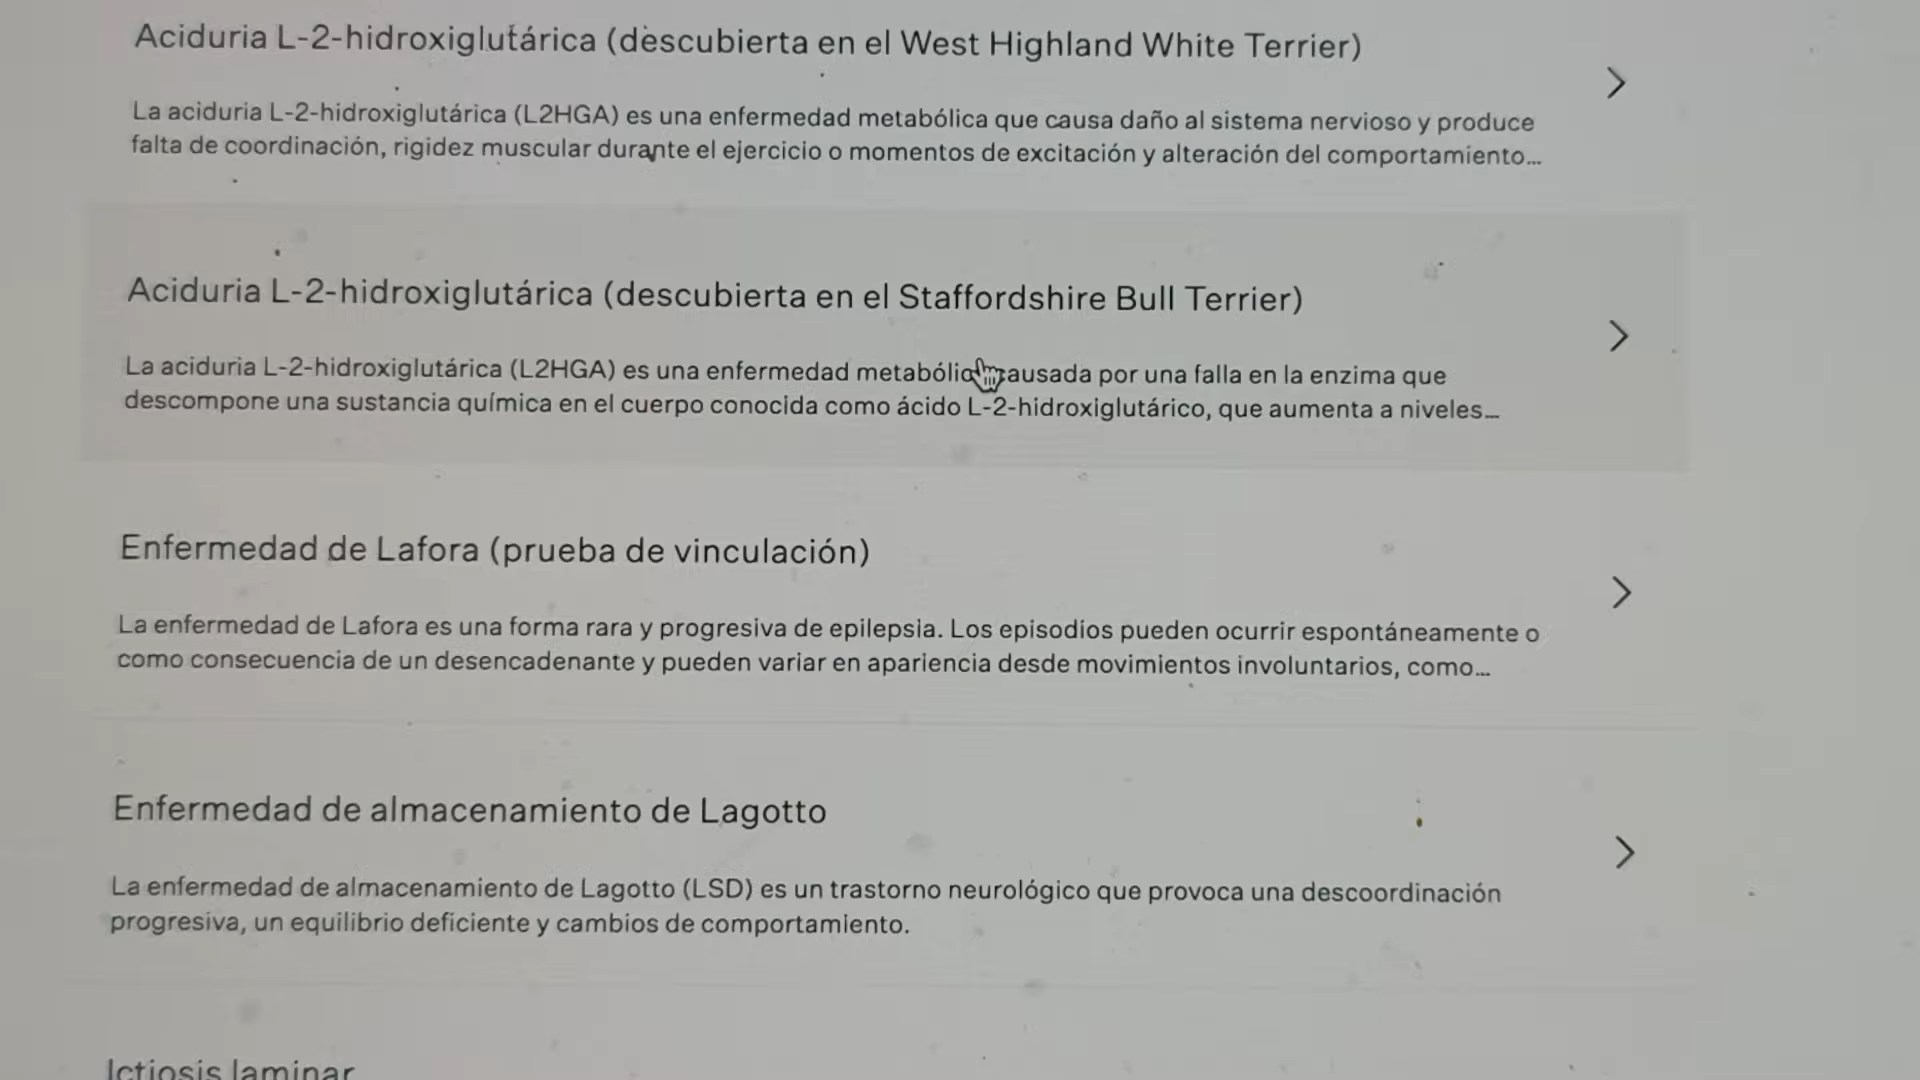 Aciduria L-2-hidroxiglutárica (descubierta en el West Highland White Terrier)
La aciduria L-2-hidroxiglutárica (L2HGA) es una enfermedad metabólica que causa daño al sistema nervioso y produce
falta de coordinación, rigidez muscular durante el ejercicio o momentos de excitación y alteración del comportamiento...
Aciduria L-2-hidroxiglutárica (descubierta en el Staffordshire Bull Terrier)
La aciduria L-2-hidroxiglutárica (L2HGA) es una enfermedad metabólica causada por una falla en la enzima que
descompone una sustancia química en el cuerpo conocida como ácido L-2-hidroxiglutárico, que aumenta a niveles...
Enfermedad de Lafora (prueba de vinculación)
La enfermedad de Lafora es una forma rara y progresiva de epilepsia. Los episodios pueden ocurrir espontáneamente o
como consecuencia de un desencadenante y pueden variar en apariencia desde movimientos involuntarios, como...
Enfermedad de almacenamiento de Lagotto
La enfermedad de almacenamiento de Lagotto (LSD) es un trastorno neurológico que provoca una descoordinación
progresiva, un equilibrio deficiente y cambios de comportamiento.
Ictiosis laminar